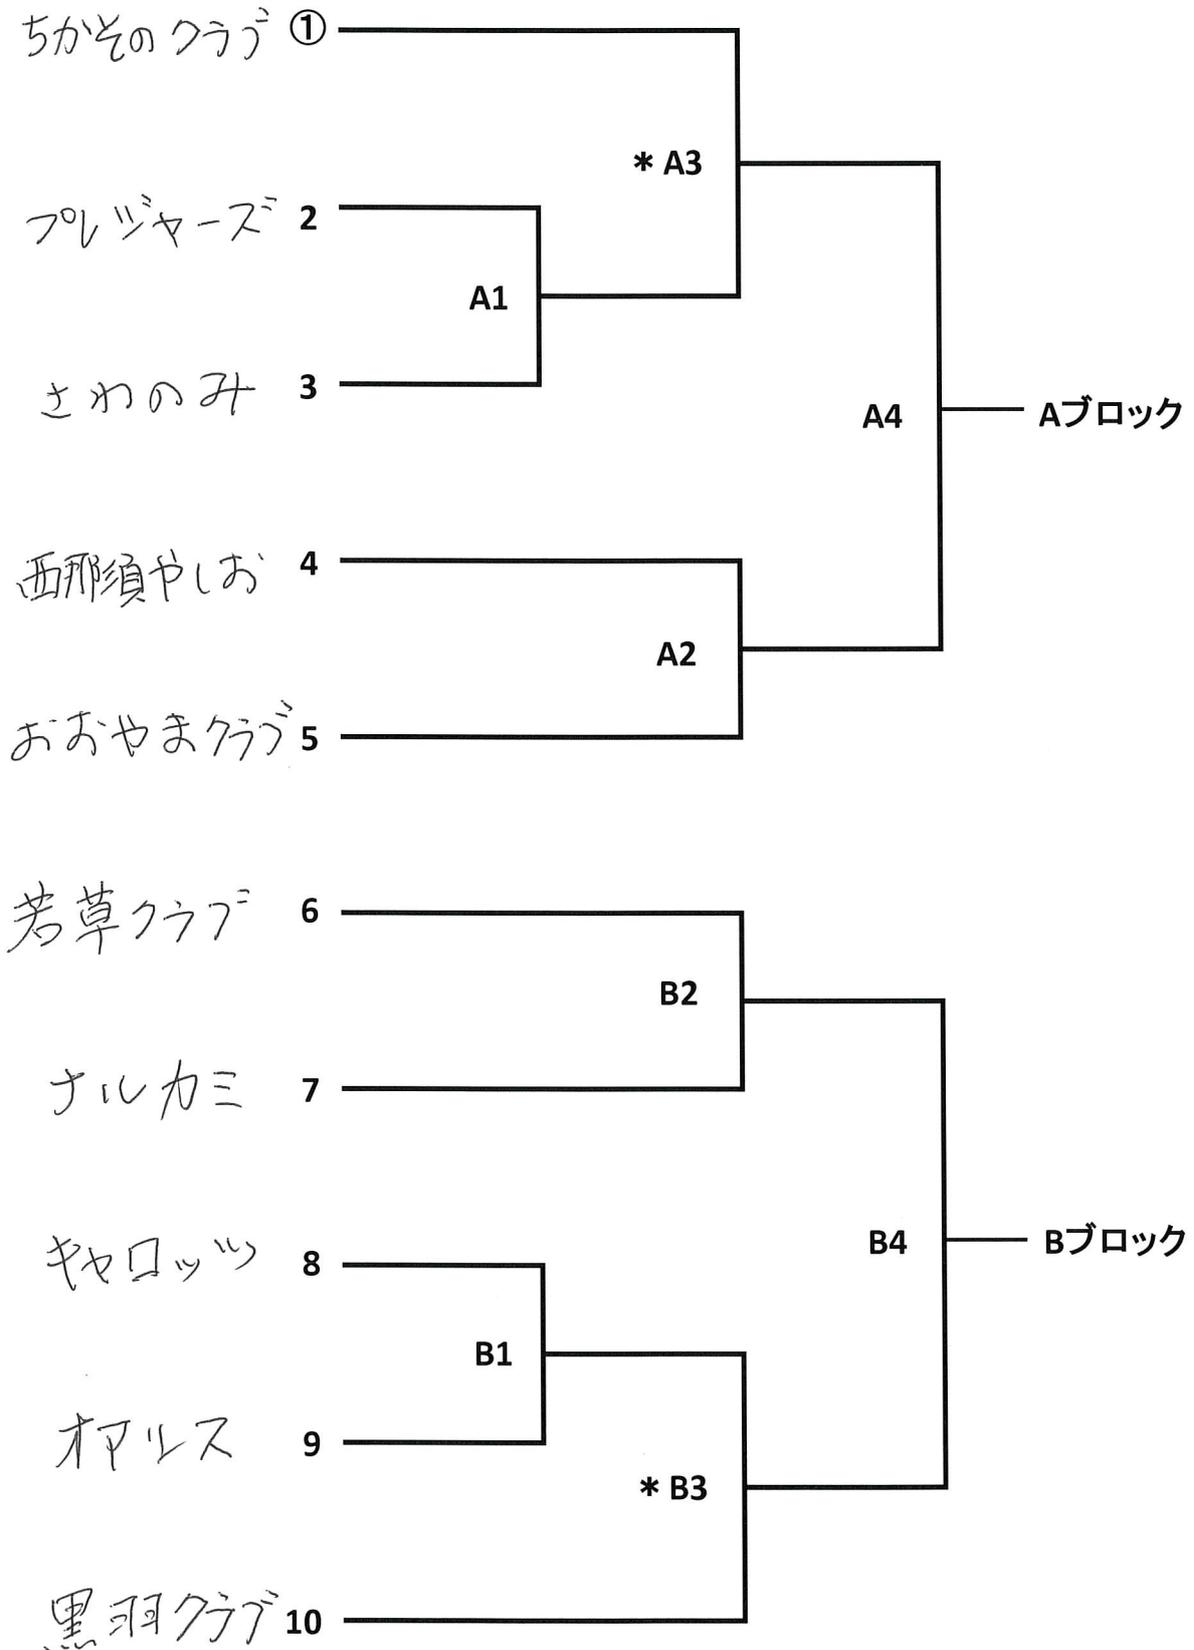 ちかそのクラブ ①
* A3
プレジャーズ 2
A1
さわのみ 3
A4 Aブロック
西那須やしお 4
A2
おおやまクラブ 5
若草クラブ 6
B2
ナルカミ 7
B4 Bブロック
キャロッツ 8
B1
オアルス 9
* B3
黒羽クラブ 10